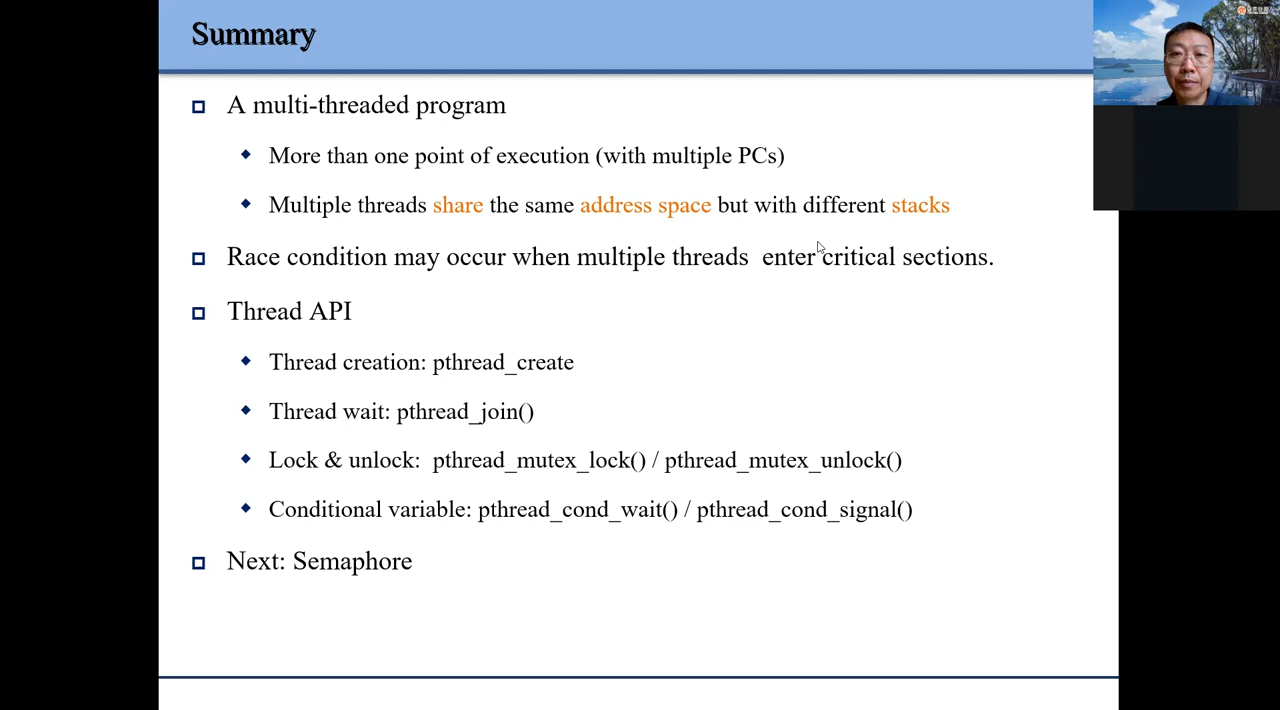 Summary
A multi-threaded program
More than one point of execution (with multiple PCs)
Multiple threads share the same address space but with different stacks
Race condition may occur when multiple threads  enter critical sections.
Thread API
Thread creation: pthread_create
Thread wait: pthread_join()
Lock & unlock:  pthread_mutex_lock() / pthread_mutex_unlock()
Conditional variable: pthread_cond_wait() / pthread_cond_signal()
Next: Semaphore